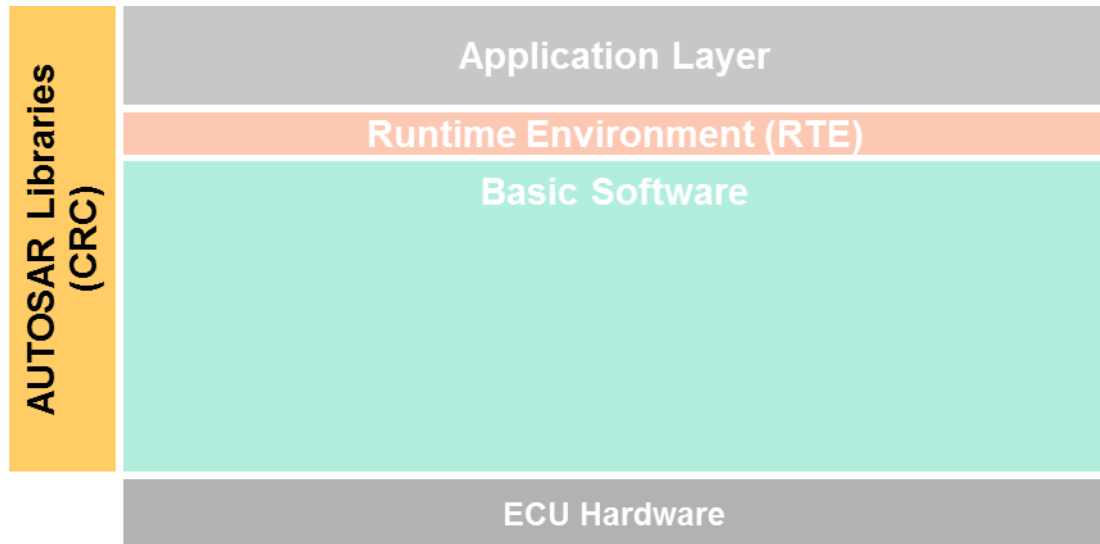 AUTOSAR Libraries
(CRC)
Application Layer
Runtime Environment (RTE)
Basic Software
ECU Hardware